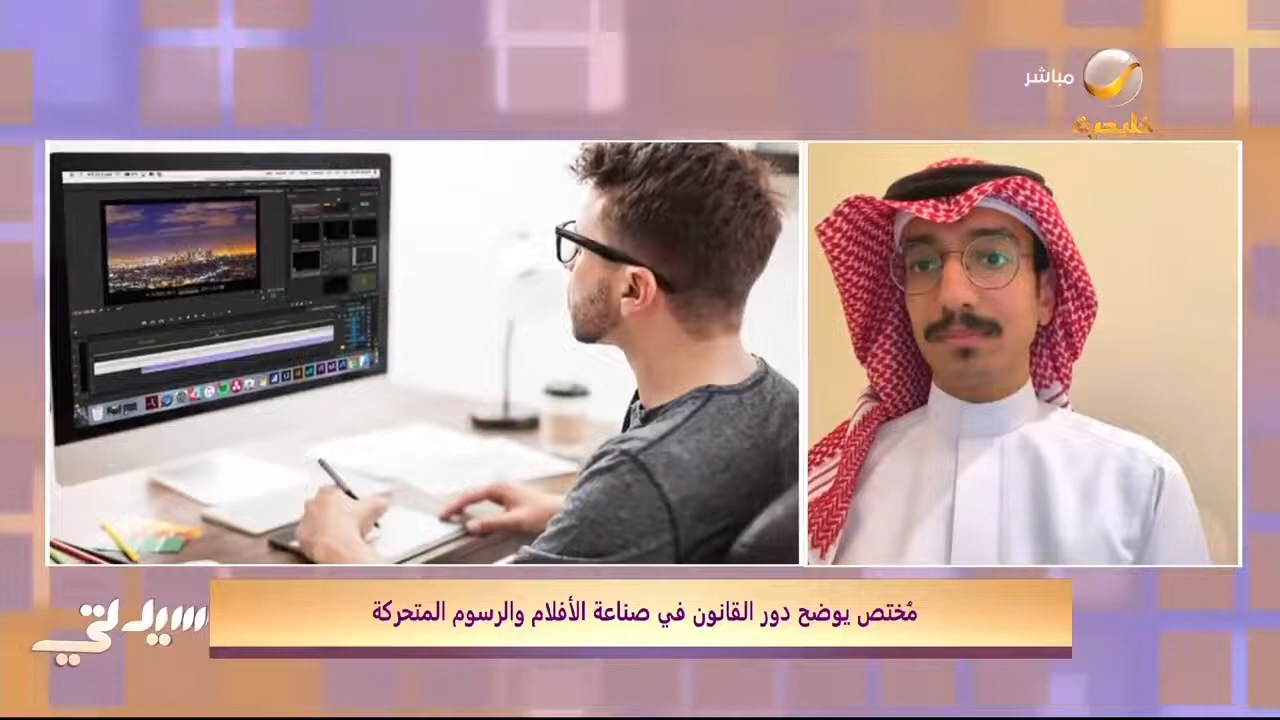 مباشر
خليجية
مُختص يوضح دور القانون في صناعة الأفلام والرسوم المتحركة
سيدتي